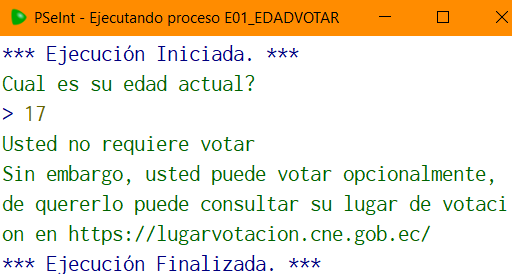 PSeInt - Ejecutando proceso E01_EDADVOTAR
*** Ejecución Iniciada. ***
Cual es su edad actual?
> 17
Usted no requiere votar
Sin embargo, usted puede votar opcionalmente,
de quererlo puede consultar su lugar de votaci
on en https://lugarvotacion.cne.gob.ec/
*** Ejecución Finalizada. ***